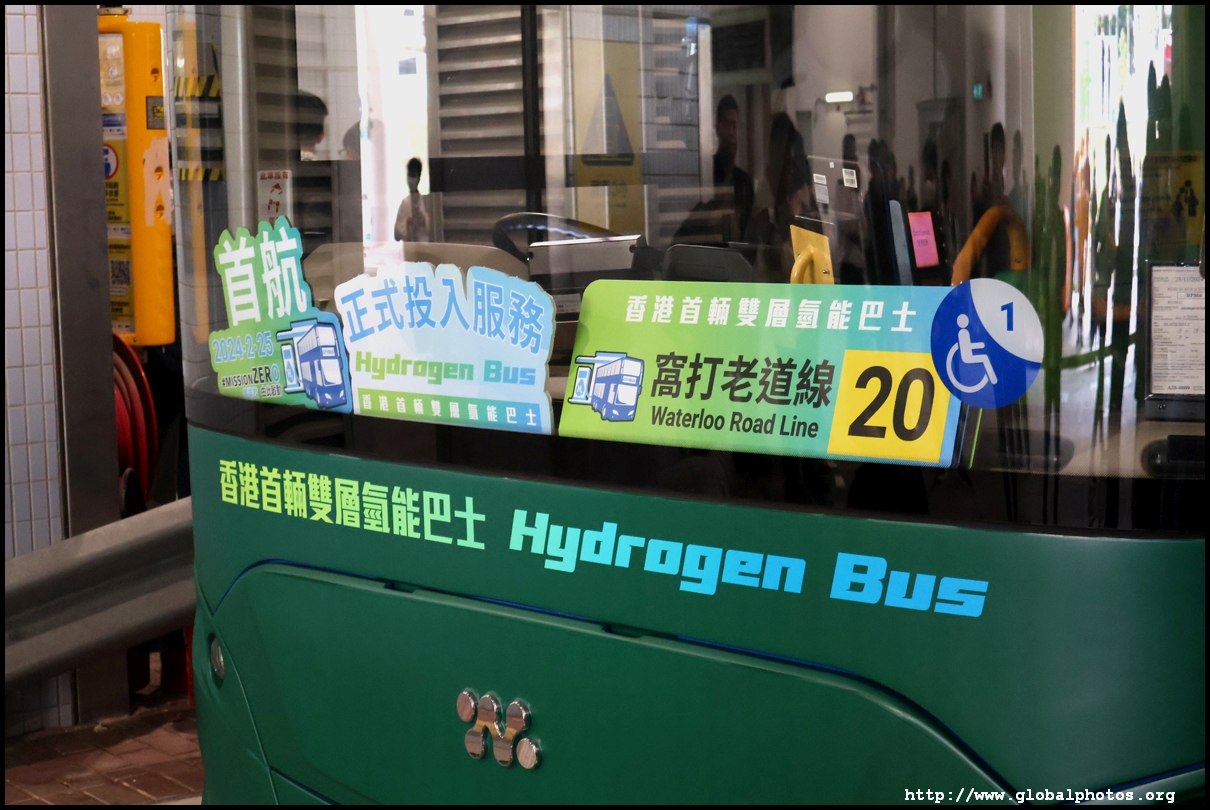 首航
2024-2-25
#MISSIONZERO
正式投入服務
Hydrogen Bus
香港首輛雙層氫能巴士
香港首輛雙層氫能巴士
窩打老道線
Waterloo Road Line
20
1
香港首輛雙層氫能巴士 Hydrogen Bus
http://www.globalphotos.org